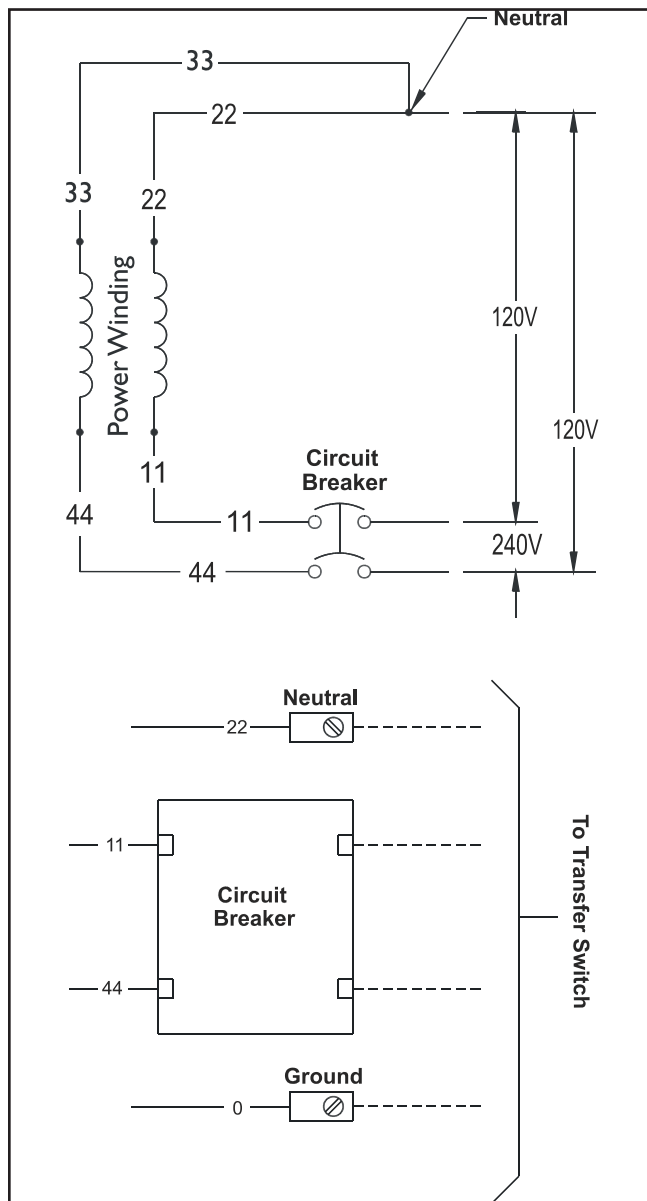 Neutral
33
22
33
22
Power Winding
120V
120V
11
Circuit
Breaker
44
11
240V
44
Neutral
22
11
Circuit
Breaker
44
To Transfer Switch
Ground
0